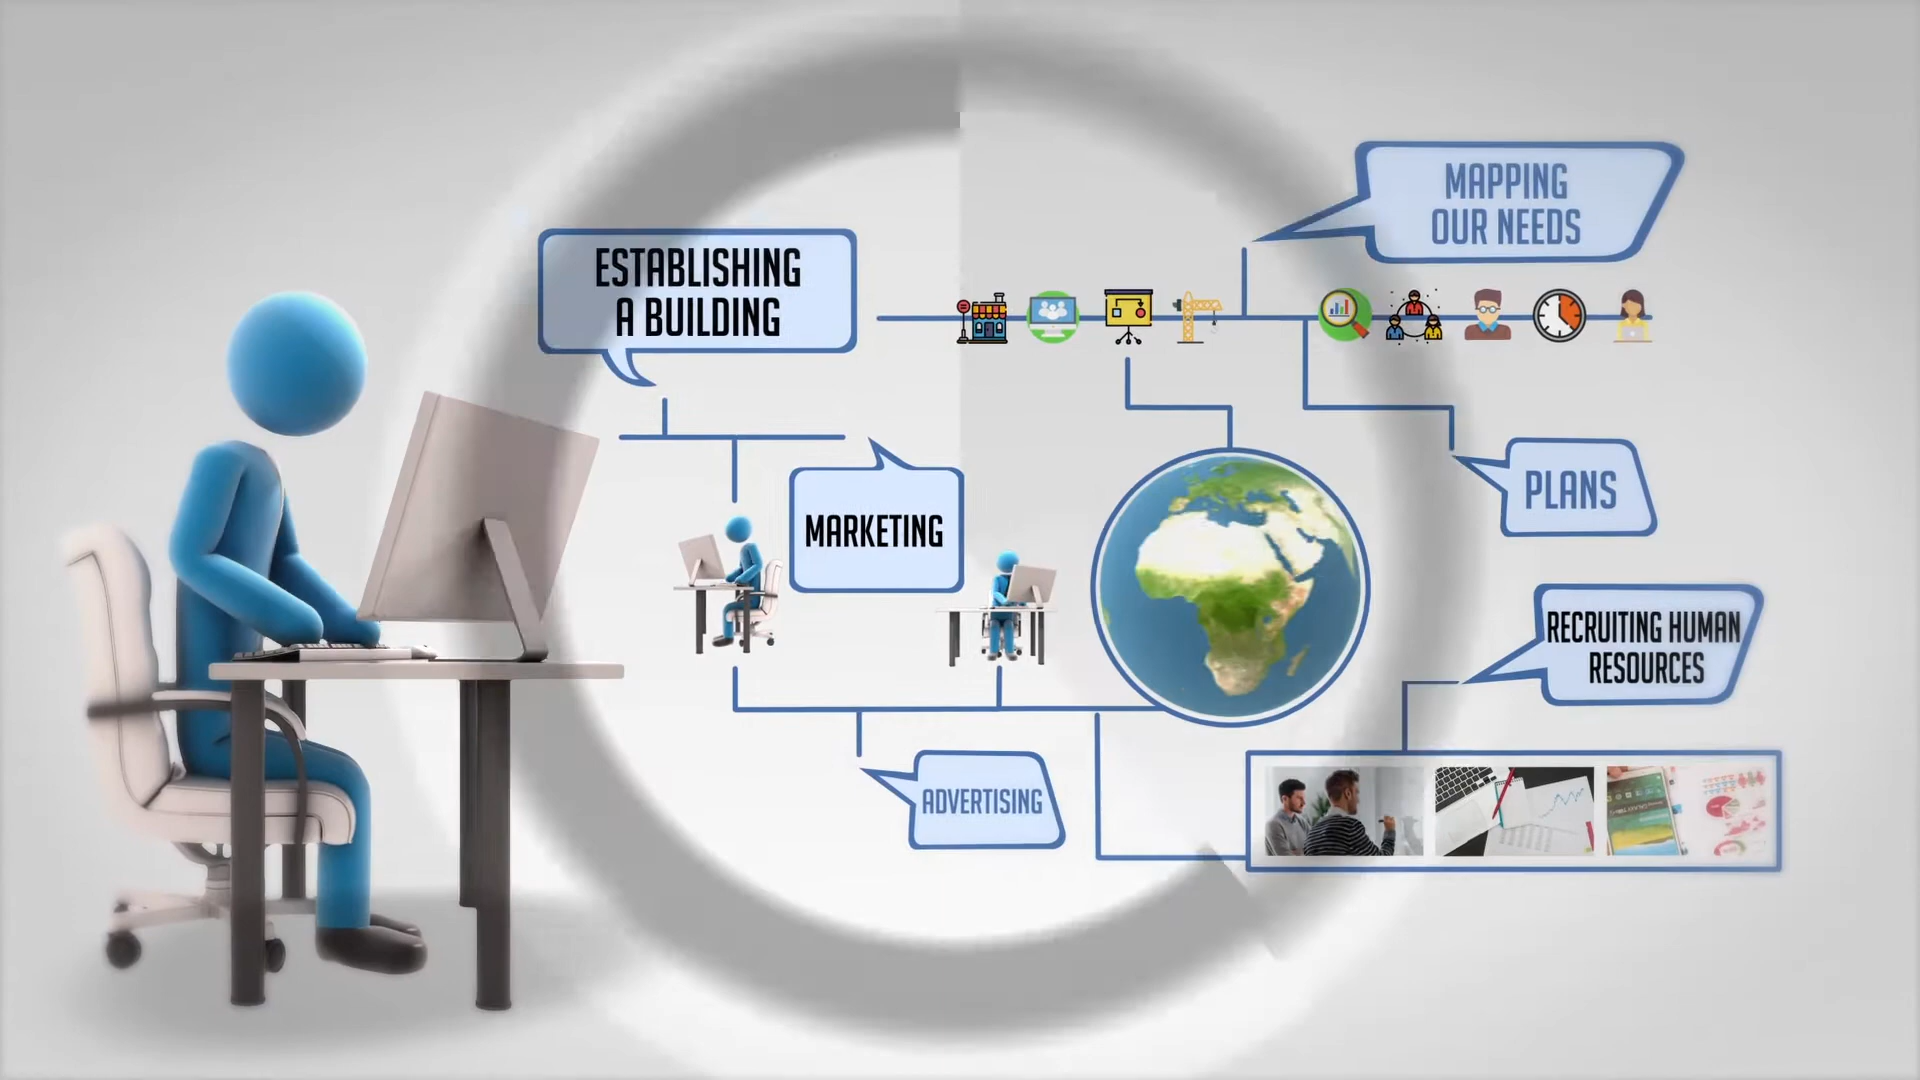 MAPPING
OUR NEEDS
ESTABLISHING
A BUILDING
PLANS
MARKETING
RECRUITING HUMAN
RESOURCES
ADVERTISING